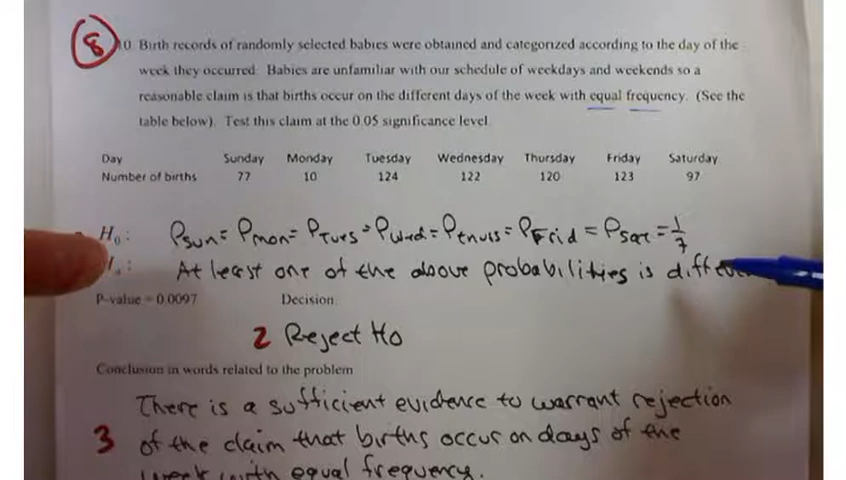 8 10 Birth records of randomly selected babies were obtained and categorized according to the day of the
week they occurred. Babies are unfamiliar with our schedule of weekdays and weekends so a
reasonable claim is that births occur on the different days of the week with equal frequency. (See the
table below). Test this claim at the 0.05 significance level.
Day Sunday Monday Tuesday Wednesday Thursday Friday Saturday
Number of births 77 10 124 122 120 123 97
H₀: Psun = Pmon = PTues = Pwed = Pthurs = PFrid = Psat = 1/7
At least one of the above probabilities is
P-value = 0.0097 Decision:
2 Reject H0
Conclusion in words related to the problem
There is a sufficient evidence to warrant rejection
3 of the claim that births occur on days of the
week with equal frequency.